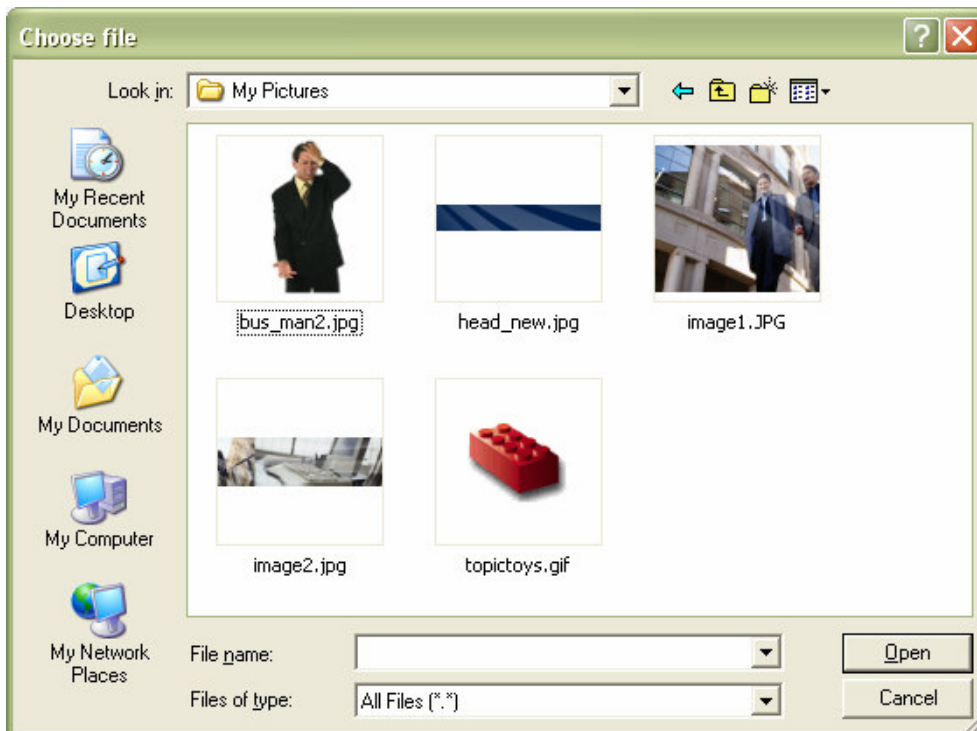 Choose file
Look in:
My Pictures
My Recent
Documents
Desktop
My Documents
My Computer
My Network
Places
bus_man2.jpg
head_new.jpg
image1.JPG
image2.jpg
topictoys.gif
File name:
Open
Files of type:
All Files (*.*)
Cancel